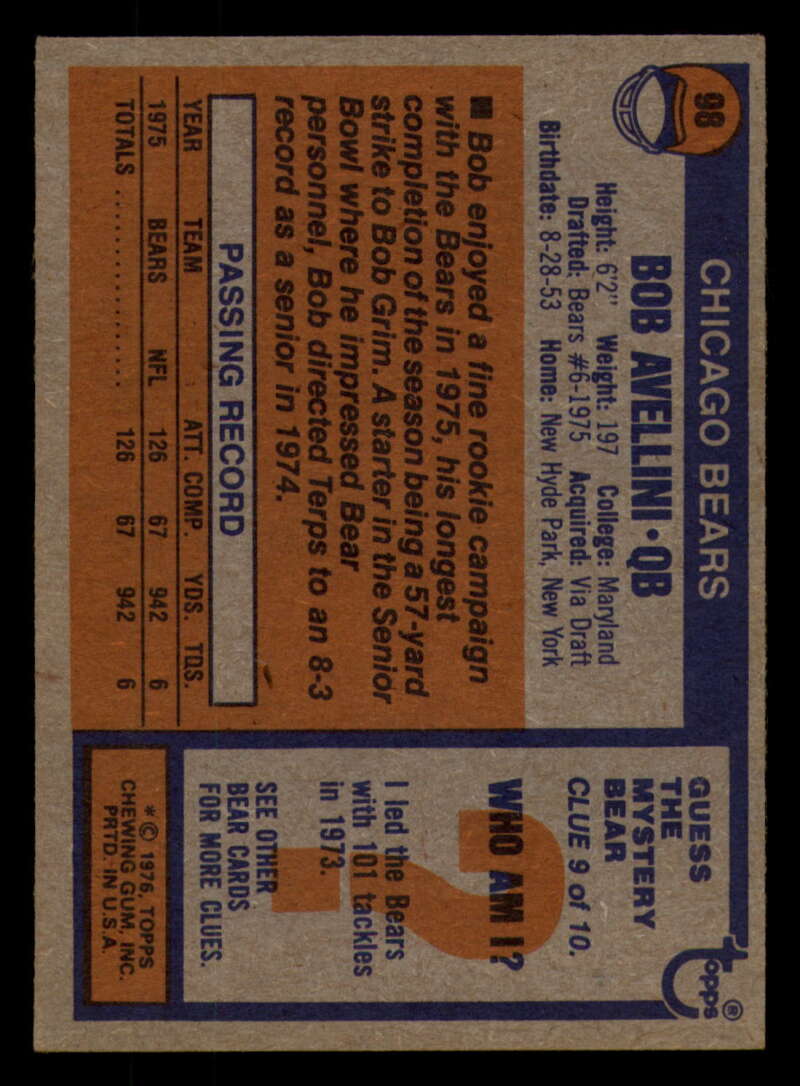 98
CHICAGO BEARS
BOB AVELLINI • QB
Height: 6'2" Weight: 197 College: Maryland
Drafted: Bears #6-1975 Acquired: Via Draft
Birthdate: 8-28-53 Home: New Hyde Park, New York
■ Bob enjoyed a fine rookie campaign
with the Bears in 1975, his longest
completion of the season being a 57-yard
strike to Bob Grim. A starter in the Senior
Bowl where he impressed Bear
personnel, Bob directed Terps to an 8-3
record as a senior in 1974.
PASSING RECORD
YEAR TEAM ATT. COMP. YDS. TDS.
1975 BEARS NFL 126 67 942 6
TOTALS .................... 126 67 942 6
GUESS
THE
MYSTERY
BEAR
CLUE 9 of 10.
WHO AM I?
?
I led the Bears
with 101 tackles
in 1973.
SEE OTHER
BEAR CARDS
FOR MORE CLUES.
topps®
*© 1976, TOPPS
CHEWING GUM, INC.
PRTD. IN U.S.A.